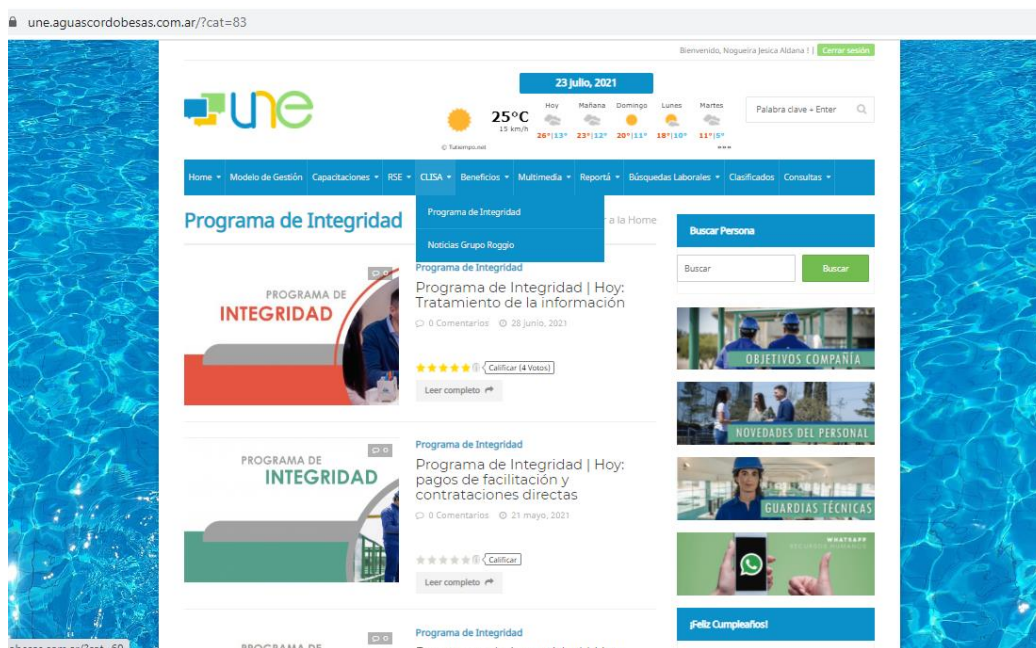 une.aguascordobesas.com.ar/?cat=83
Bienvenido, Nogueira Jesica Aldana ! | Cerrar sesión
une
23 julio, 2021
25°C
15 km/h
© Tutiempo.net
Hoy Mañana Domingo Lunes Martes
26°|13° 23°|12° 20°|11° 18°|10° 11°|5°
Palabra clave + Enter
Home Modelo de Gestión Capacitaciones RSE CLISA Beneficios Multimedia Reportá Búsquedas Laborales Clasificados Consultas
Programa de Integridad
Noticias Grupo Roggio
Programa de Integridad
a la Home
PROGRAMA DE
INTEGRIDAD
0
Programa de Integridad
Programa de Integridad | Hoy:
Tratamiento de la información
0 Comentarios 28 junio, 2021
Calificar (4 Votos)
Leer completo
PROGRAMA DE
INTEGRIDAD
0
Programa de Integridad
Programa de Integridad | Hoy:
pagos de facilitación y
contrataciones directas
0 Comentarios 21 mayo, 2021
Calificar
Leer completo
0
Programa de Integridad
PROGRAMA DE
Buscar Persona
Buscar Buscar
OBJETIVOS COMPAÑÍA
NOVEDADES DEL PERSONAL
GUARDIAS TÉCNICAS
WHATSAPP
RECURSOS HUMANOS
¡Feliz Cumpleaños!